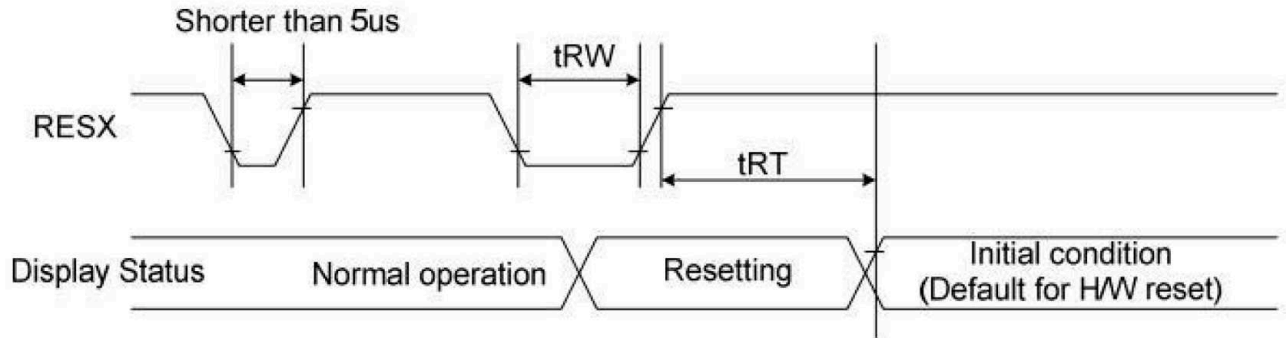 Shorter than 5us
tRW
RESX
tRT
Display Status
Normal operation
Resetting
Initial condition
(Default for H/W reset)